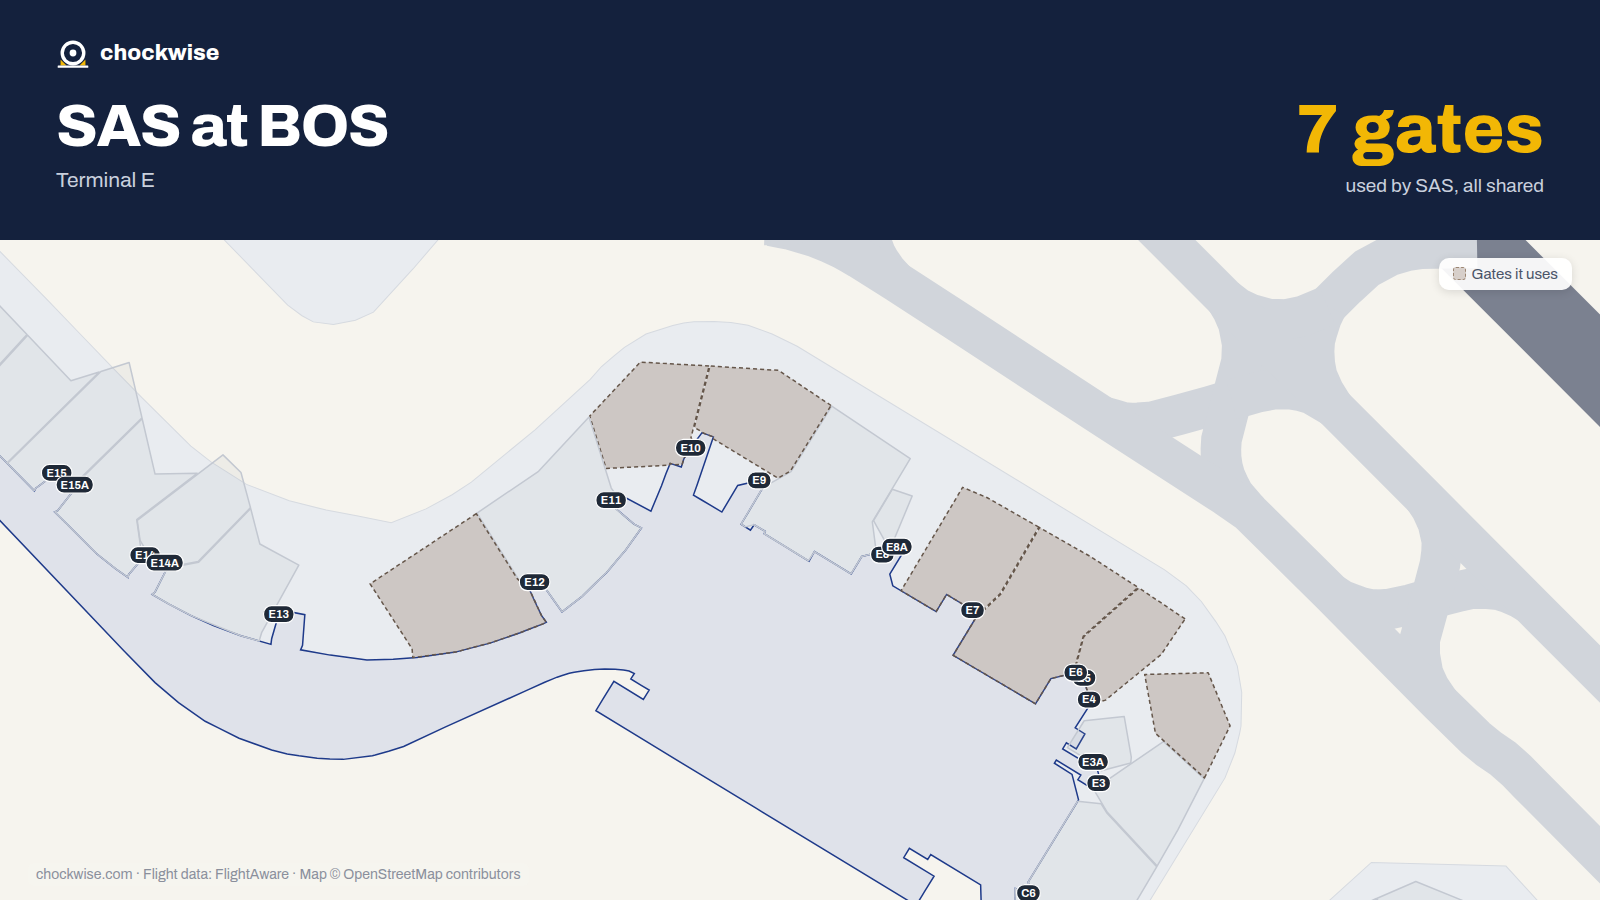 chockwise
SAS at BOS
Terminal E
7 gates
used by SAS, all shared
Gates it uses
E10
E9
E11
E15
E15A
E8A
E14A
E12
E7
E13
E6
E4
E3A
E3
C6
chockwise.com · Flight data: FlightAware · Map © OpenStreetMap contributors